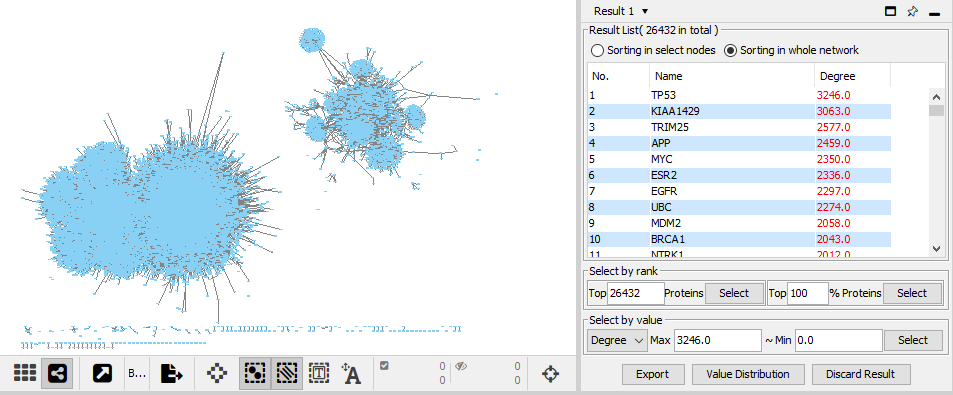 Result 1
Result List( 26432 in total )
Sorting in select nodes Sorting in whole network
No. Name Degree
1 TP53 3246.0
2 KIAA1429 3063.0
3 TRIM25 2577.0
4 APP 2459.0
5 MYC 2350.0
6 ESR2 2336.0
7 EGFR 2297.0
8 UBC 2274.0
9 MDM2 2058.0
10 BRCA1 2043.0
11 NTRK1 2012.0
Select by rank
Top 26432 Proteins Select Top 100 % Proteins Select
Select by value
Degree Max 3246.0 ~ Min 0.0 Select
Export Value Distribution Discard Result
B... T A 0 0
0 0